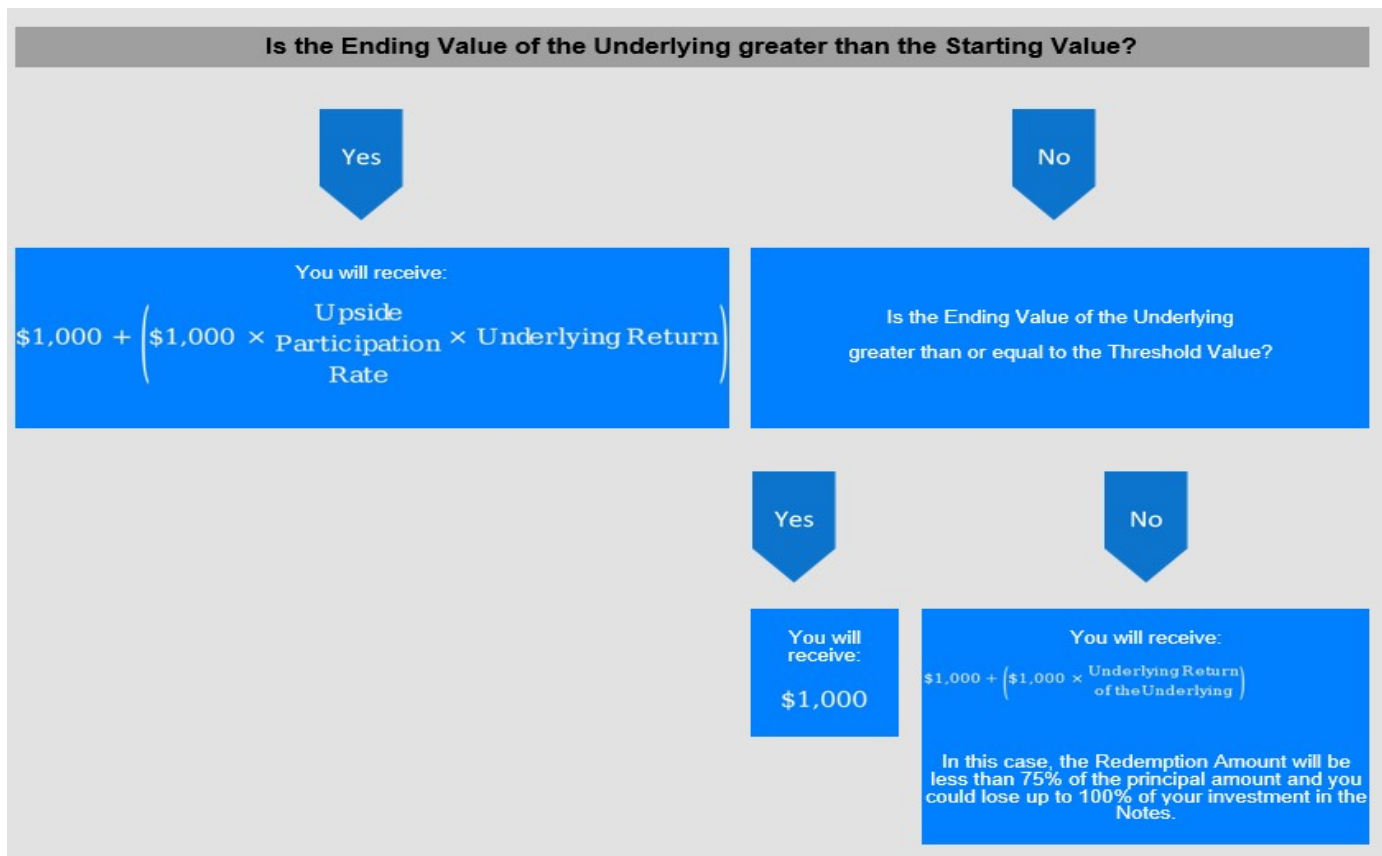 Is the Ending Value of the Underlying greater than the Starting Value?
Yes
No
You will receive:
$1,000 + ($1,000 × Upside Participation Rate × Underlying Return)
Is the Ending Value of the Underlying
greater than or equal to the Threshold Value?
Yes
No
You will
receive:
$1,000
You will receive:
$1,000 + ($1,000 × Underlying Return of the Underlying)
In this case, the Redemption Amount will be
less than 75% of the principal amount and you
could lose up to 100% of your investment in the
Notes.